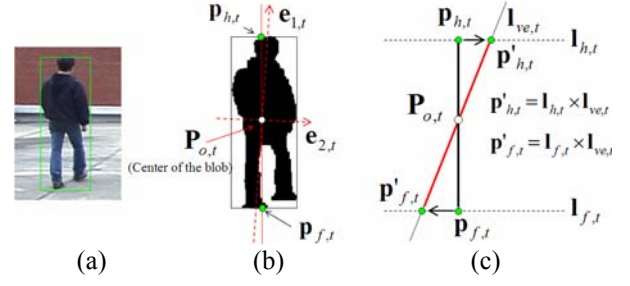 p_{h,t}
e_{1,t}
P_{o,t}
(Center of the blob)
e_{2,t}
p_{f,t}
p_{h,t}
l_{ve,t}
l_{h,t}
p'_{h,t}
P_{o,t}
p'_{h,t} = l_{h,t} × l_{ve,t}
p'_{f,t} = l_{f,t} × l_{ve,t}
p'_{f,t}
l_{f,t}
p_{f,t}
(a) (b) (c)